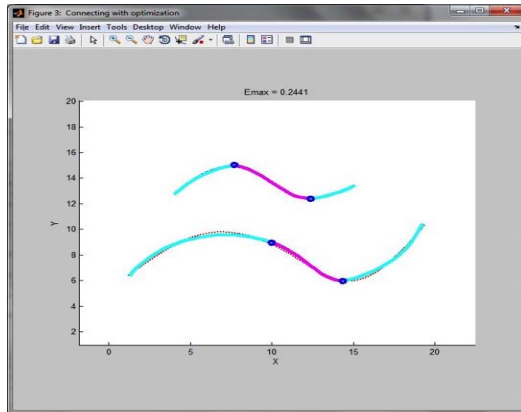 Figure 3: Connecting with optimization
File Edit View Insert Tools Desktop Window Help
Emax = 0.2441
20
18
16
14
12
10
8
6
4
2
Y
0 5 10 15 20
X